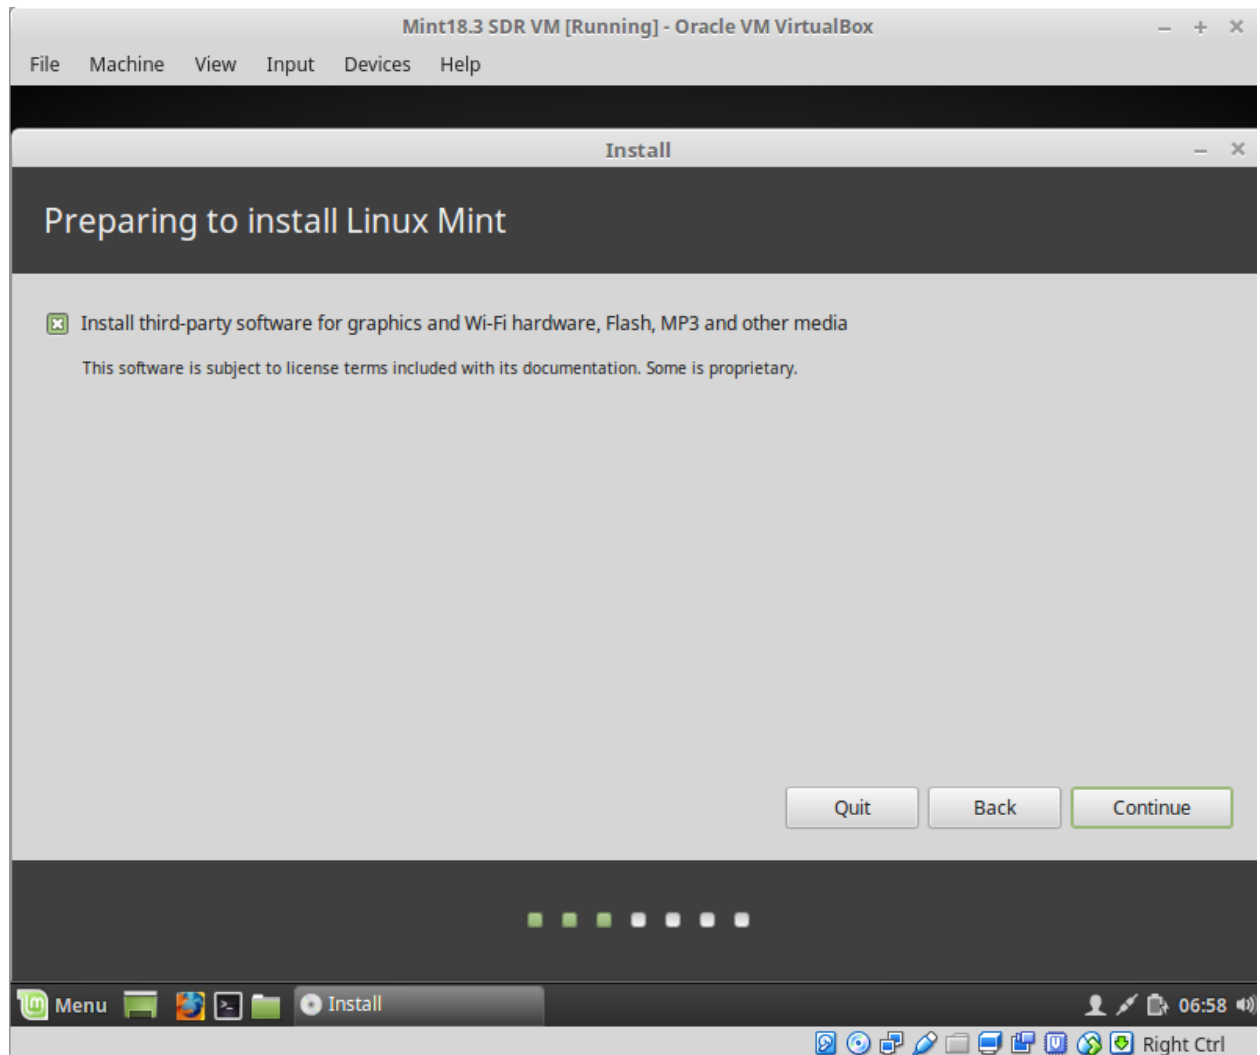 Mint18.3 SDR VM [Running] - Oracle VM VirtualBox
File Machine View Input Devices Help
Install
Preparing to install Linux Mint
Install third-party software for graphics and Wi-Fi hardware, Flash, MP3 and other media
This software is subject to license terms included with its documentation. Some is proprietary.
Quit Back Continue
Menu Install 06:58
Right Ctrl